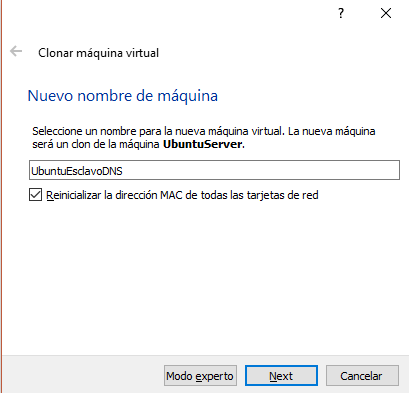 ?
Clonar máquina virtual
Nuevo nombre de máquina
Seleccione un nombre para la nueva máquina virtual. La nueva máquina
será un clon de la máquina UbuntuServer.
UbuntuEsclavoDNS
Reinicializar la dirección MAC de todas las tarjetas de red
Modo experto
Next
Cancelar